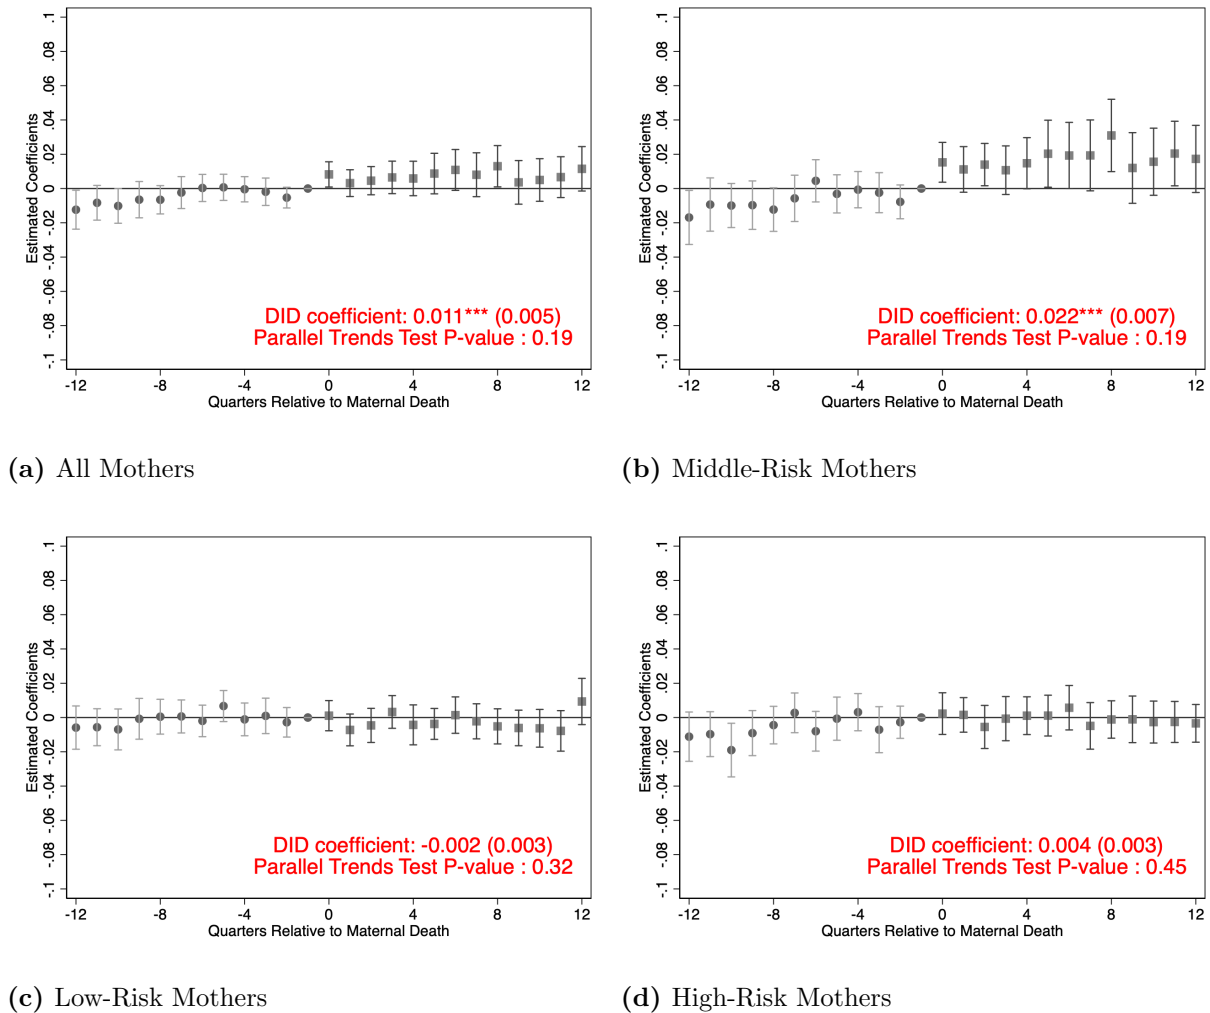 .1
.08
.06
.04
.02
0
-.02
-.04
-.06
-.08
-.1
Estimated Coefficients
DID coefficient: 0.011*** (0.005)
Parallel Trends Test P-value : 0.19
-12 -8 -4 0 4 8 12
Quarters Relative to Maternal Death
(a) All Mothers
.1
.08
.06
.04
.02
0
-.02
-.04
-.06
-.08
-.1
Estimated Coefficients
DID coefficient: 0.022*** (0.007)
Parallel Trends Test P-value : 0.19
-12 -8 -4 0 4 8 12
Quarters Relative to Maternal Death
(b) Middle-Risk Mothers
.1
.08
.06
.04
.02
0
-.02
-.04
-.06
-.08
-.1
Estimated Coefficients
DID coefficient: -0.002 (0.003)
Parallel Trends Test P-value : 0.32
-12 -8 -4 0 4 8 12
Quarters Relative to Maternal Death
(c) Low-Risk Mothers
.1
.08
.06
.04
.02
0
-.02
-.04
-.06
-.08
-.1
Estimated Coefficients
DID coefficient: 0.004 (0.003)
Parallel Trends Test P-value : 0.45
-12 -8 -4 0 4 8 12
Quarters Relative to Maternal Death
(d) High-Risk Mothers